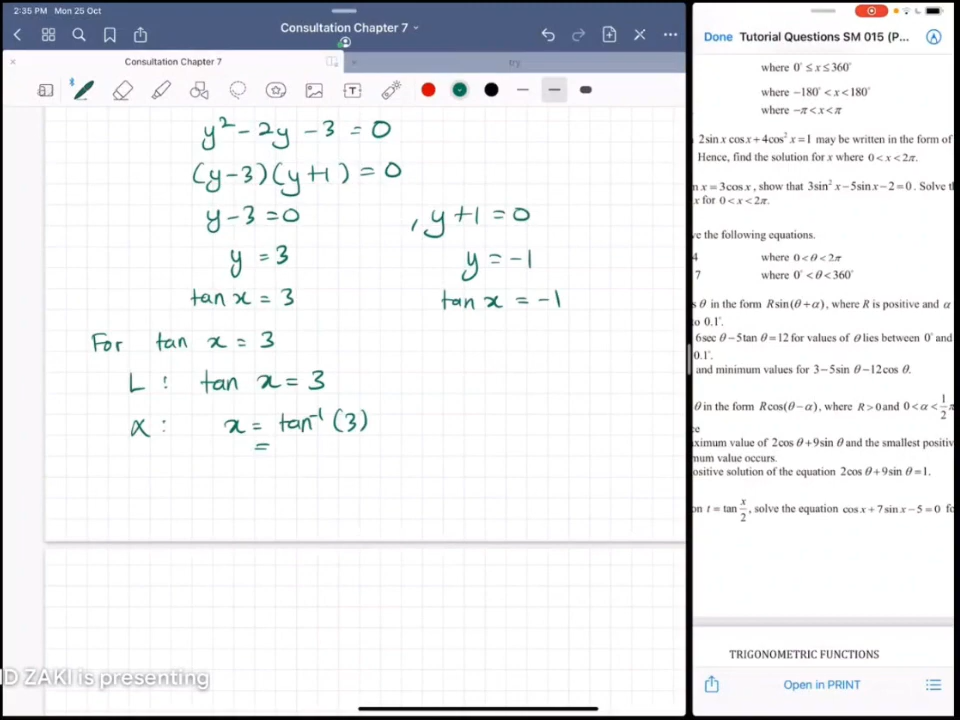 2:35 PM Mon 25 Oct
Consultation Chapter 7
Consultation Chapter 7
try
y² - 2y - 3 = 0
(y-3)(y+1) = 0
y-3=0 , y+1 = 0
y = 3 y = -1
tan x = 3 tan x = -1
For tan x = 3
L : tan x = 3
α : x = tan⁻¹ (3)
=
D ZAKI is presenting
Done Tutorial Questions SM 015 (P...
where 0° ≤ x ≤ 360°
where −180° < x < 180°
where −π < x < π
2sin x cos x + 4cos² x = 1 may be written in the form of
Hence, find the solution for x where 0 < x < 2π.
n x = 3cos x, show that 3sin² x − 5sin x − 2 = 0. Solve t
x for 0 < x < 2π.
ve the following equations.
4 where 0 < θ < 2π
7 where 0° < θ < 360°
s θ in the form R sin(θ + α), where R is positive and α
o 0.1°.
6sec θ − 5tan θ = 12 for values of θ lies between 0° and
0.1°.
and minimum values for 3 − 5sin θ − 12cos θ.
θ in the form R cos(θ − α), where R > 0 and 0 < α < 1/2 π
ce
ximum value of 2cos θ + 9sin θ and the smallest positiv
num value occurs.
ositive solution of the equation 2cos θ + 9sin θ = 1.
on t = tan x/2, solve the equation cos x + 7sin x − 5 = 0 fo
TRIGONOMETRIC FUNCTIONS
Open in PRINT